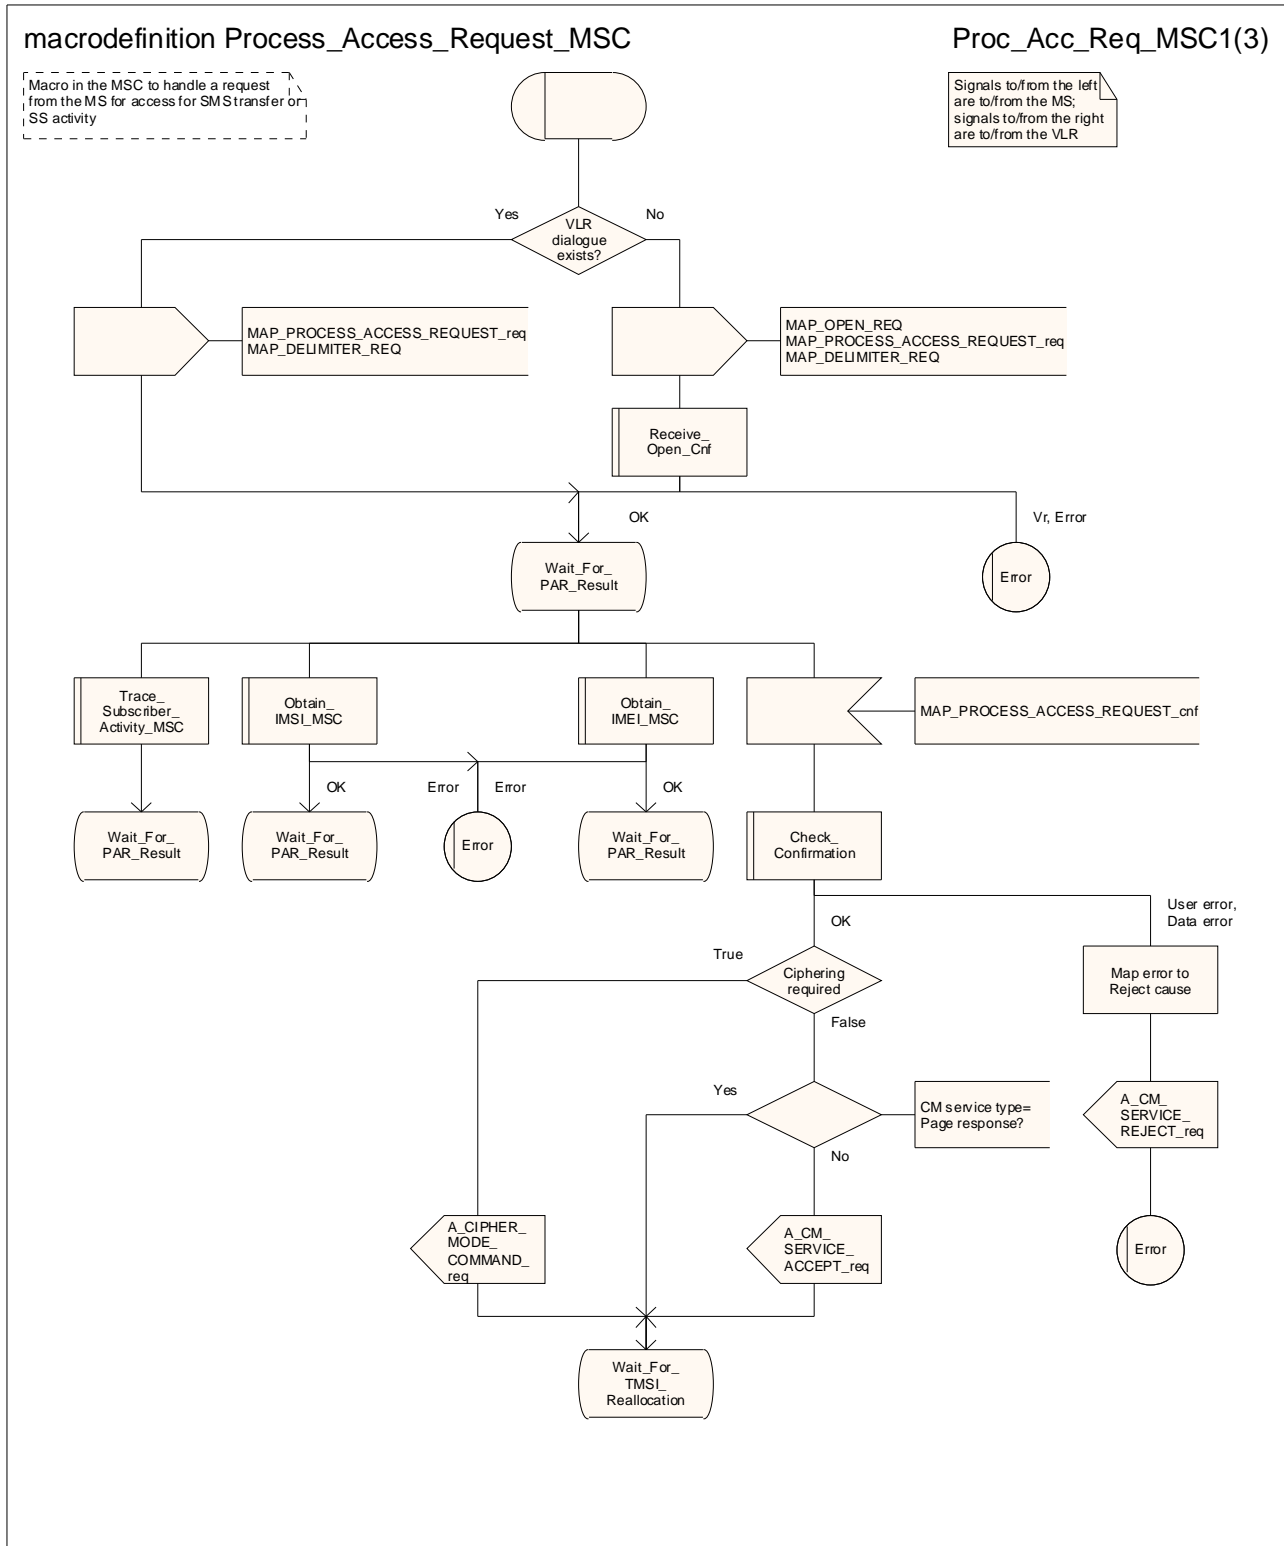 macrodefinition Process_Access_Request_MSC
Proc_Acc_Req_MSC1(3)
Macro in the MSC to handle a request
from the MS for access for SMS transfer or
SS activity
Signals to/from the left
are to/from the MS;
signals to/from the right
are to/from the VLR
Yes
No
VLR
dialogue
exists?
MAP_PROCESS_ACCESS_REQUEST_req
MAP_DELIMITER_REQ
MAP_OPEN_REQ
MAP_PROCESS_ACCESS_REQUEST_req
MAP_DELIMITER_REQ
Receive_
Open_Cnf
OK
Vr, Error
Wait_For_
PAR_Result
Error
Trace_
Subscriber_
Activity_MSC
Obtain_
IMSI_MSC
Obtain_
IMEI_MSC
MAP_PROCESS_ACCESS_REQUEST_cnf
OK
Error
Error
OK
Wait_For_
PAR_Result
Wait_For_
PAR_Result
Error
Wait_For_
PAR_Result
Check_
Confirmation
OK
User error,
Data error
True
Ciphering
required
Map error to
Reject cause
False
Yes
CM service type=
Page response?
A_CM_
SERVICE_
REJECT_req
No
A_CIPHER_
MODE_
COMMAND_
req
A_CM_
SERVICE_
ACCEPT_req
Error
Wait_For_
TMSI_
Reallocation